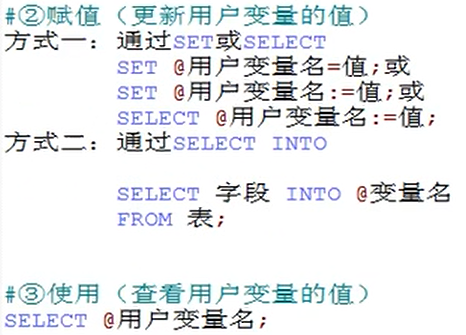 #②赋值（更新用户变量的值）
方式一：通过SET或SELECT
SET @用户变量名=值;或
SET @用户变量名:=值;或
SELECT @用户变量名:=值;
方式二：通过SELECT INTO
SELECT 字段 INTO @变量名
FROM 表;
#③使用（查看用户变量的值）
SELECT @用户变量名;